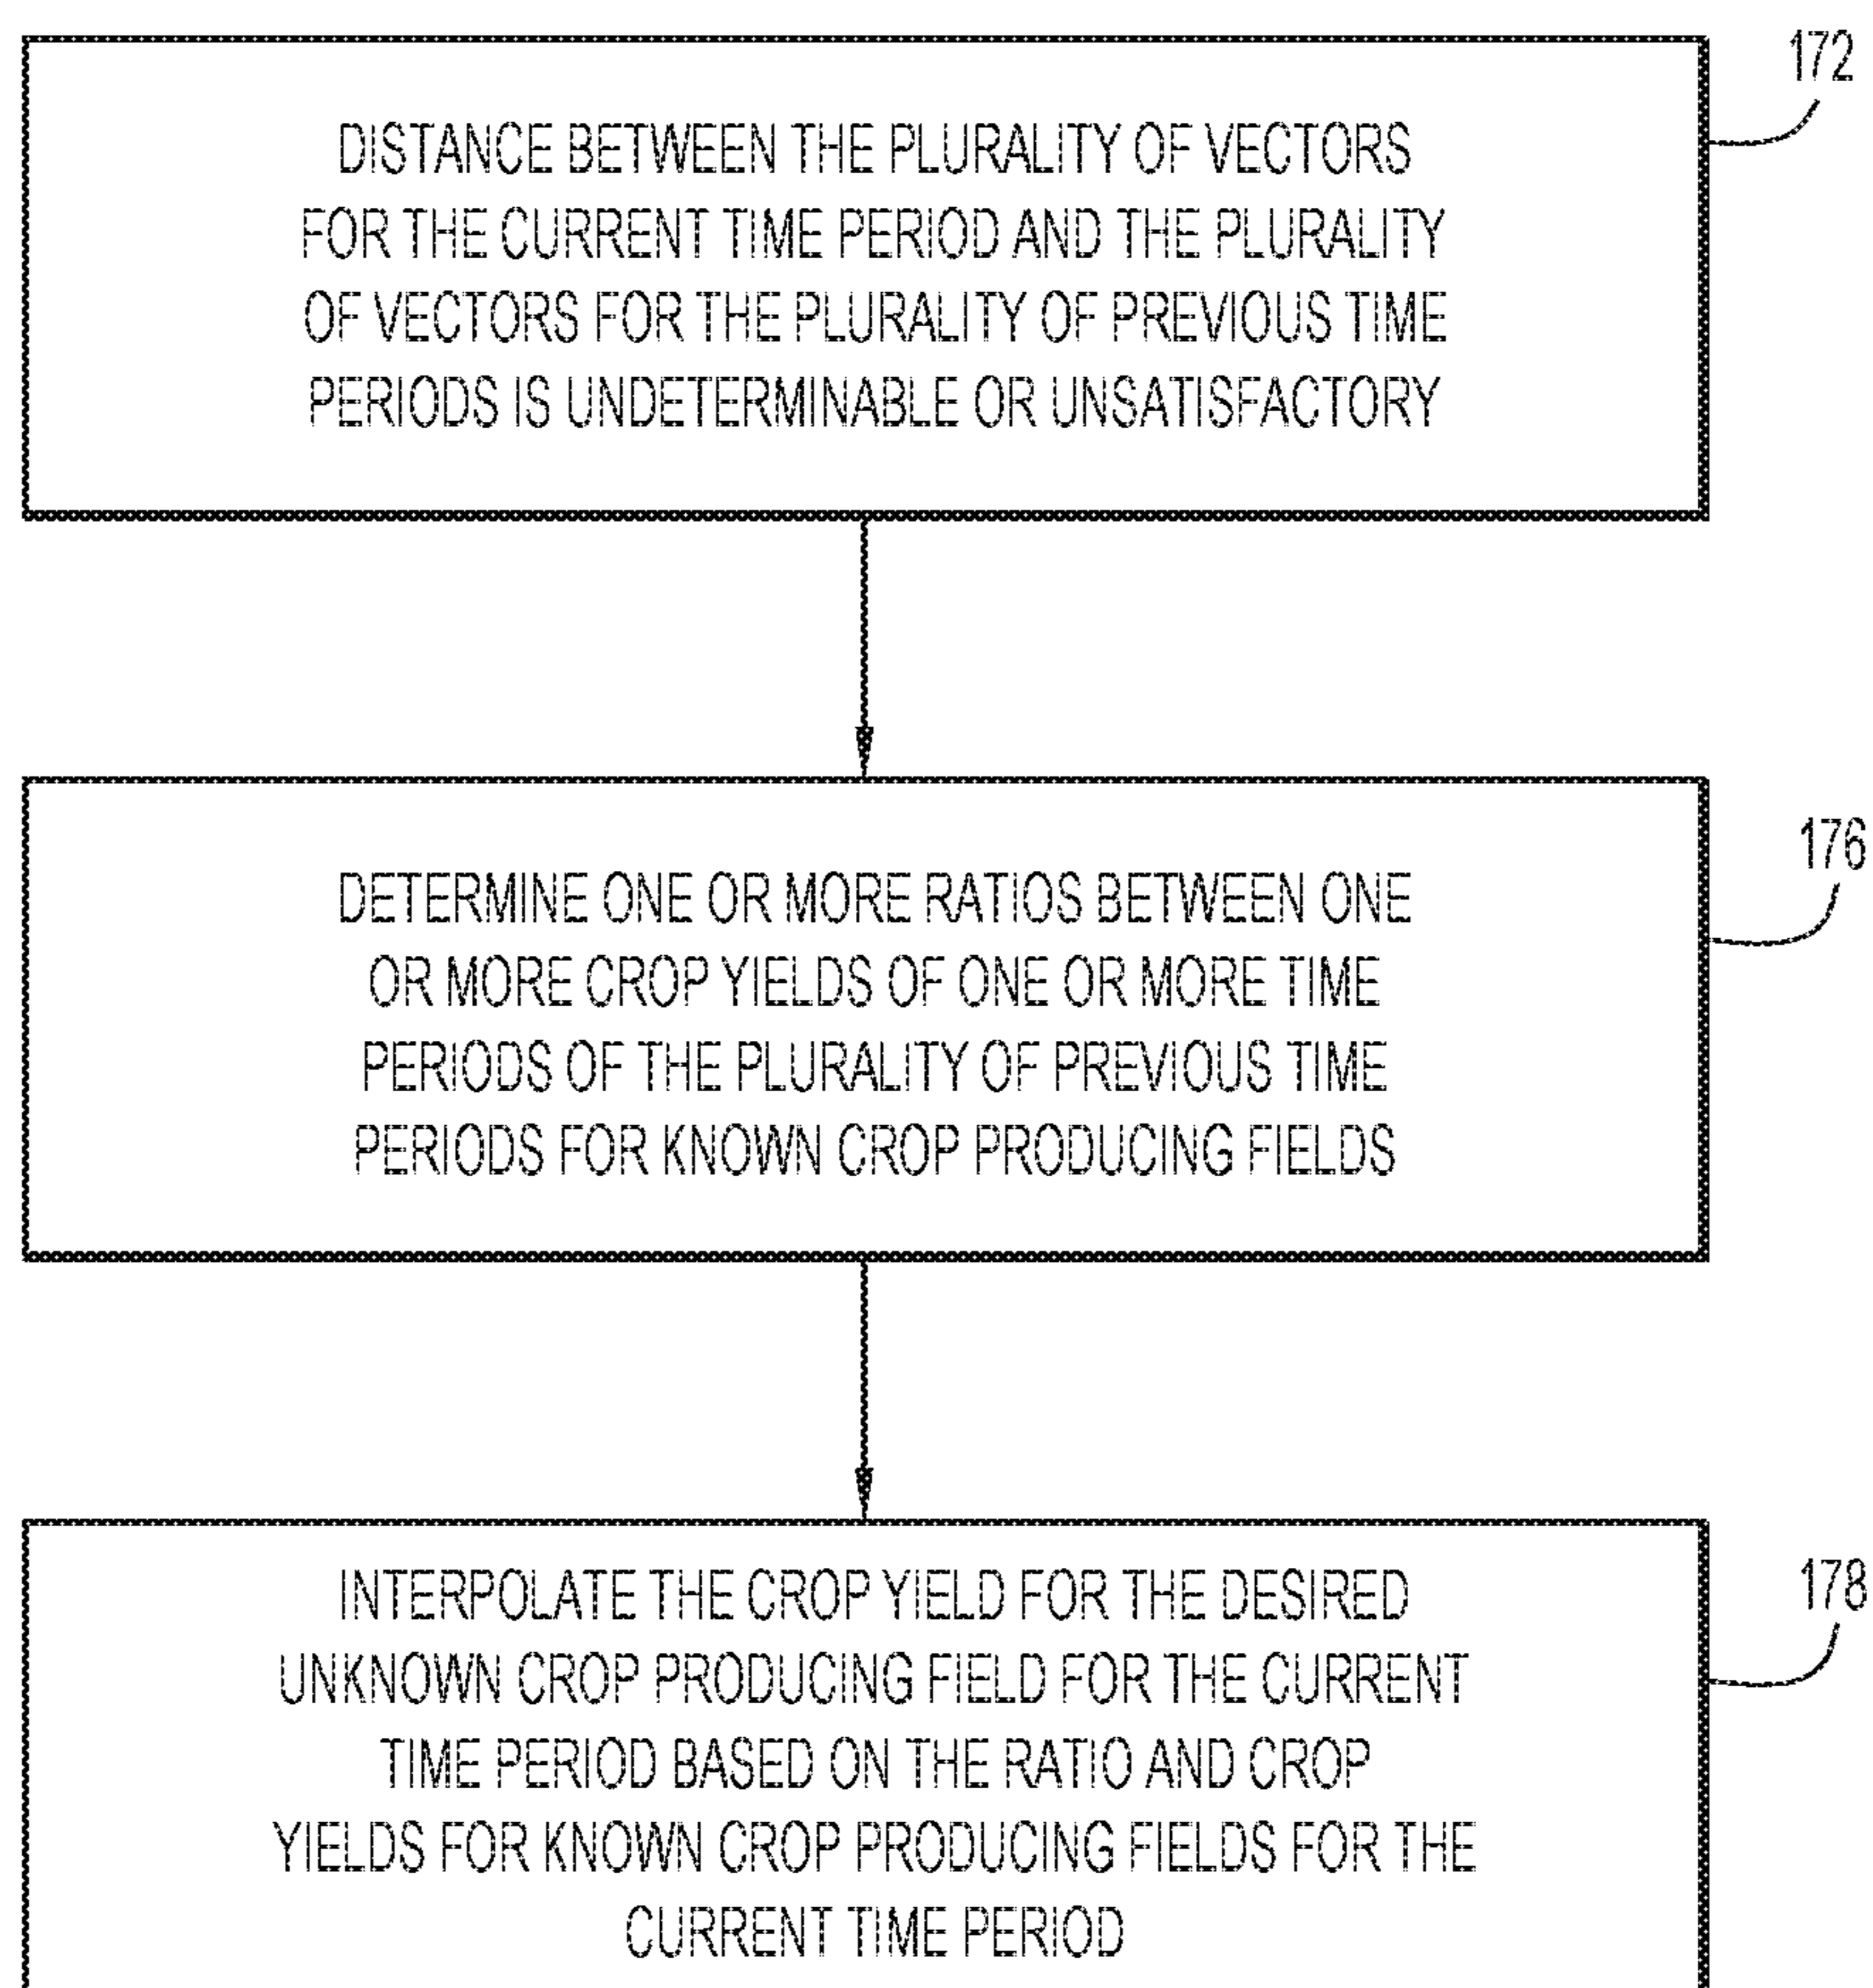 172
DISTANCE BETWEEN THE PLURALITY OF VECTORS
FOR THE CURRENT TIME PERIOD AND THE PLURALITY
OF VECTORS FOR THE PLURALITY OF PREVIOUS TIME
PERIODS IS UNDETERMINABLE OR UNSATISFACTORY
176
DETERMINE ONE OR MORE RATIOS BETWEEN ONE
OR MORE CROP YIELDS OF ONE OR MORE TIME
PERIODS OF THE PLURALITY OF PREVIOUS TIME
PERIODS FOR KNOWN CROP PRODUCING FIELDS
178
INTERPOLATE THE CROP YIELD FOR THE DESIRED
UNKNOWN CROP PRODUCING FIELD FOR THE CURRENT
TIME PERIOD BASED ON THE RATIO AND CROP
YIELDS FOR KNOWN CROP PRODUCING FIELDS FOR THE
CURRENT TIME PERIOD